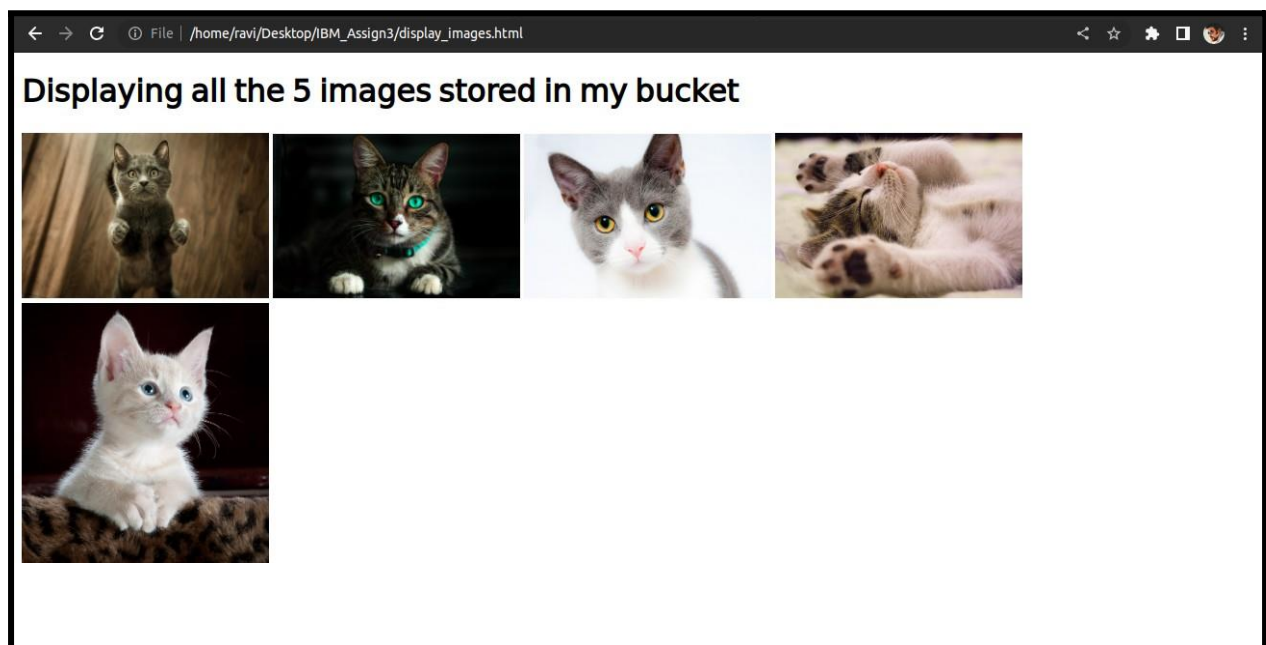 File | /home/ravi/Desktop/IBM_Assign3/display_images.html
Displaying all the 5 images stored in my bucket